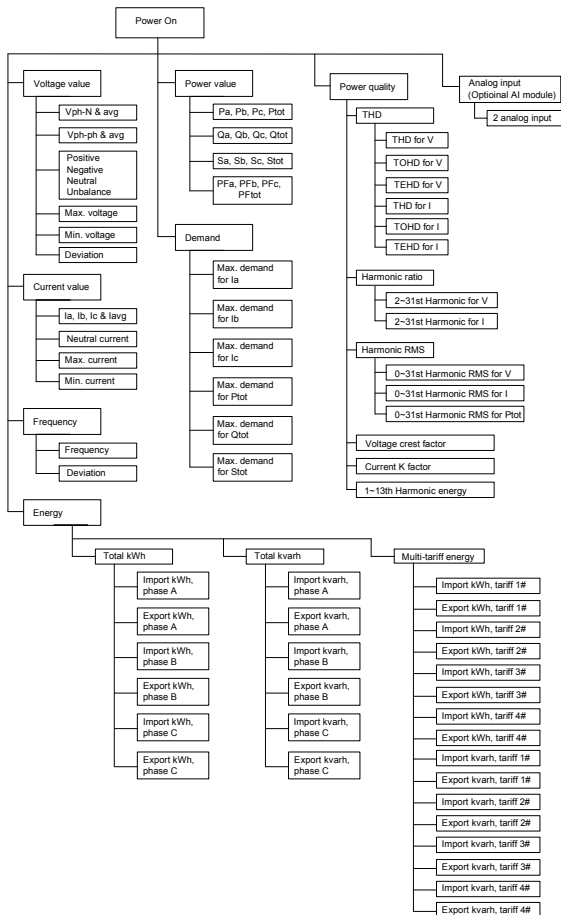 Power On
Voltage value
Vph-N & avg
Vph-ph & avg
Positive
Negative
Neutral
Unbalance
Max. voltage
Min. voltage
Deviation
Current value
Ia, Ib, Ic & Iavg
Neutral current
Max. current
Min. current
Frequency
Frequency
Deviation
Energy
Power value
Pa, Pb, Pc, Ptot
Qa, Qb, Qc, Qtot
Sa, Sb, Sc, Stot
PFa, PFb, PFc,
PFtot
Demand
Max. demand
for Ia
Max. demand
for Ib
Max. demand
for Ic
Max. demand
for Ptot
Max. demand
for Qtot
Max. demand
for Stot
Power quality
THD
THD for V
TOHD for V
TEHD for V
THD for I
TOHD for I
TEHD for I
Harmonic ratio
2~31st Harmonic for V
2~31st Harmonic for I
Harmonic RMS
0~31st Harmonic RMS for V
0~31st Harmonic RMS for I
0~31st Harmonic RMS for Ptot
Voltage crest factor
Current K factor
1~13th Harmonic energy
Analog input
(Optioinal AI module)
2 analog input
Total kWh
Import kWh,
phase A
Export kWh,
phase A
Import kWh,
phase B
Export kWh,
phase B
Import kWh,
phase C
Export kWh,
phase C
Total kvarh
Import kvarh,
phase A
Export kvarh,
phase A
Import kvarh,
phase B
Export kvarh,
phase B
Import kvarh,
phase C
Export kvarh,
phase C
Multi-tariff energy
Import kWh, tariff 1#
Export kWh, tariff 1#
Import kWh, tariff 2#
Export kWh, tariff 2#
Import kWh, tariff 3#
Export kWh, tariff 3#
Import kWh, tariff 4#
Export kWh, tariff 4#
Import kvarh, tariff 1#
Export kvarh, tariff 1#
Import kvarh, tariff 2#
Export kvarh, tariff 2#
Import kvarh, tariff 3#
Export kvarh, tariff 3#
Import kvarh, tariff 4#
Export kvarh, tariff 4#